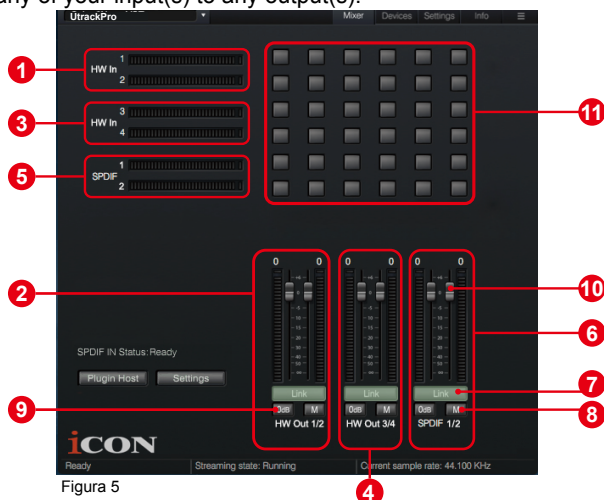 any of your input(s) to any output(s).
UtrackPro
Mixer Devices Settings Info
1
HW In
2
3
HW In
4
1
SPDIF
2
1
3
5
11
0 0 0 0 0 0
2
10
6
7
8
9
4
SPDIF IN Status: Ready
Plugin Host Settings
Link Link Link
0dB M 0dB M 0dB M
HW Out 1/2 HW Out 3/4 SPDIF 1/2
iCON
Ready Streaming state: Running Current sample rate: 44.100 KHz
Figura 5